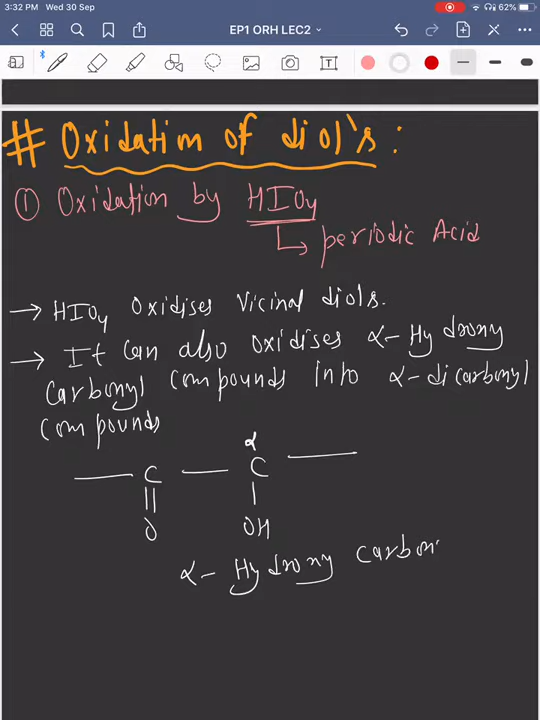 3:32 PM Wed 30 Sep 62%
EP1 ORH LEC2
T
# Oxidation of diol's :
① Oxidation by HIO4
periodic Acid
→ HIO4 Oxidises Vicinal diols.
→ It can also oxidises α- Hydroxy
Carbonyl compounds into α-dicarbonyl
compounds
α
C C
O OH
α- Hydroxy carbon